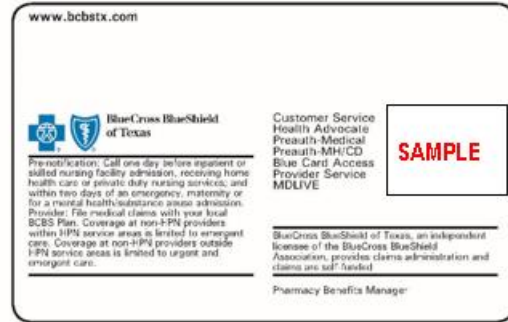 www.bcbstx.com
BlueCross BlueShield
of Texas
Pre-notification: Call one day before inpatient or
skilled nursing facility admission, receiving home
health care or private duty nursing services; and
within two days of an emergency, maternity or
for a mental health/substance abuse admission.
Provider: File medical claims with your local
BCBS Plan. Coverage at non-HPN providers
within HPN service areas is limited to emergent
care. Coverage at non-HPN providers outside
HPN service areas is limited to urgent and
emergent care.
Customer Service
Health Advocate
Preauth-Medical
Preauth-MH/CD
Blue Card Access
Provider Service
MDLIVE
SAMPLE
BlueCross BlueShield of Texas, an independent
licensee of the BlueCross BlueShield
Association, provides claims administration and
claims are self-funded
Pharmacy Benefits Manager